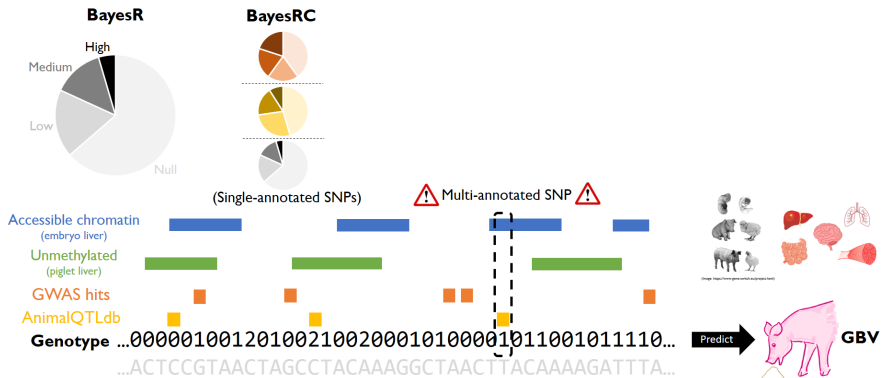 BayesR
BayesRC
High
Medium
Low
Null
(Single-annotated SNPs)
Multi-annotated SNP
Accessible chromatin
(embryo liver)
Unmethylated
(piglet liver)
GWAS hits
AnimalQTLdb
Genotype
...00000100120100210020001010000101100101110...
...ACTCCGTAACTAGCCTACAAAGGCTAACTTACAAAAGATTTA...
Predict
GBV